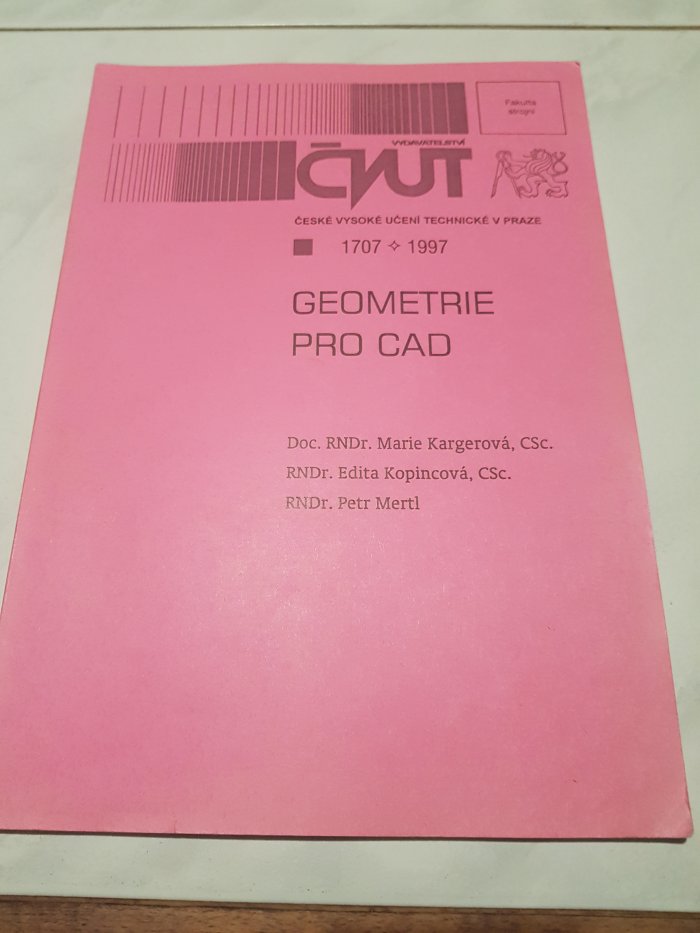 Fakulta
strojní
VYDAVATELSTVÍ
ČVUT
ČESKÉ VYSOKÉ UČENÍ TECHNICKÉ V PRAZE
1707 ✧ 1997
GEOMETRIE
PRO CAD
Doc. RNDr. Marie Kargerová, CSc.
RNDr. Edita Kopincová, CSc.
RNDr. Petr Mertl